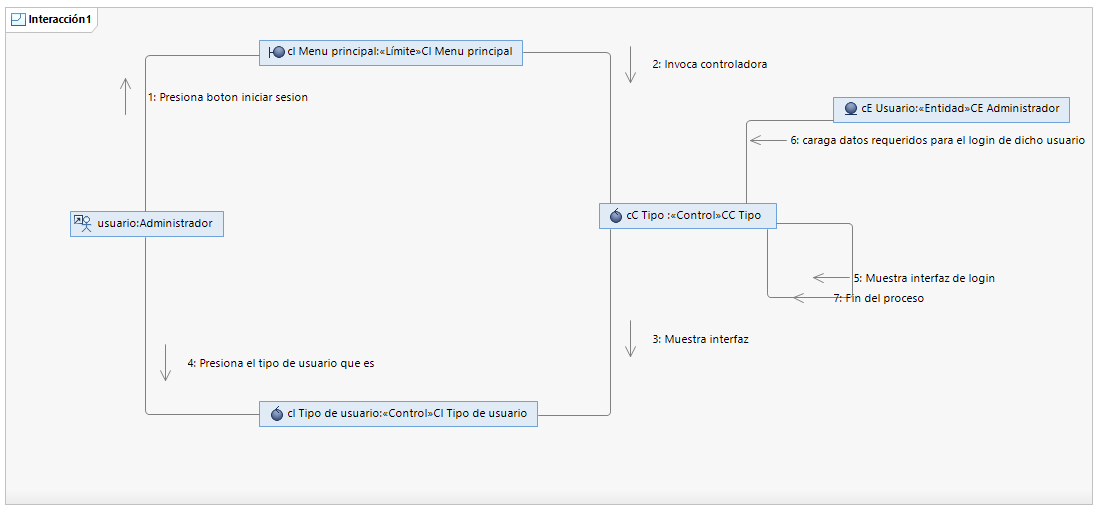 Interacción1
cI Menu principal:«Límite»CI Menu principal
2: Invoca controladora
1: Presiona boton iniciar sesion
cE Usuario:«Entidad»CE Administrador
6: caraga datos requeridos para el login de dicho usuario
usuario:Administrador
cC Tipo :«Control»CC Tipo
5: Muestra interfaz de login
7: Fin del proceso
3: Muestra interfaz
4: Presiona el tipo de usuario que es
cI Tipo de usuario:«Control»CI Tipo de usuario